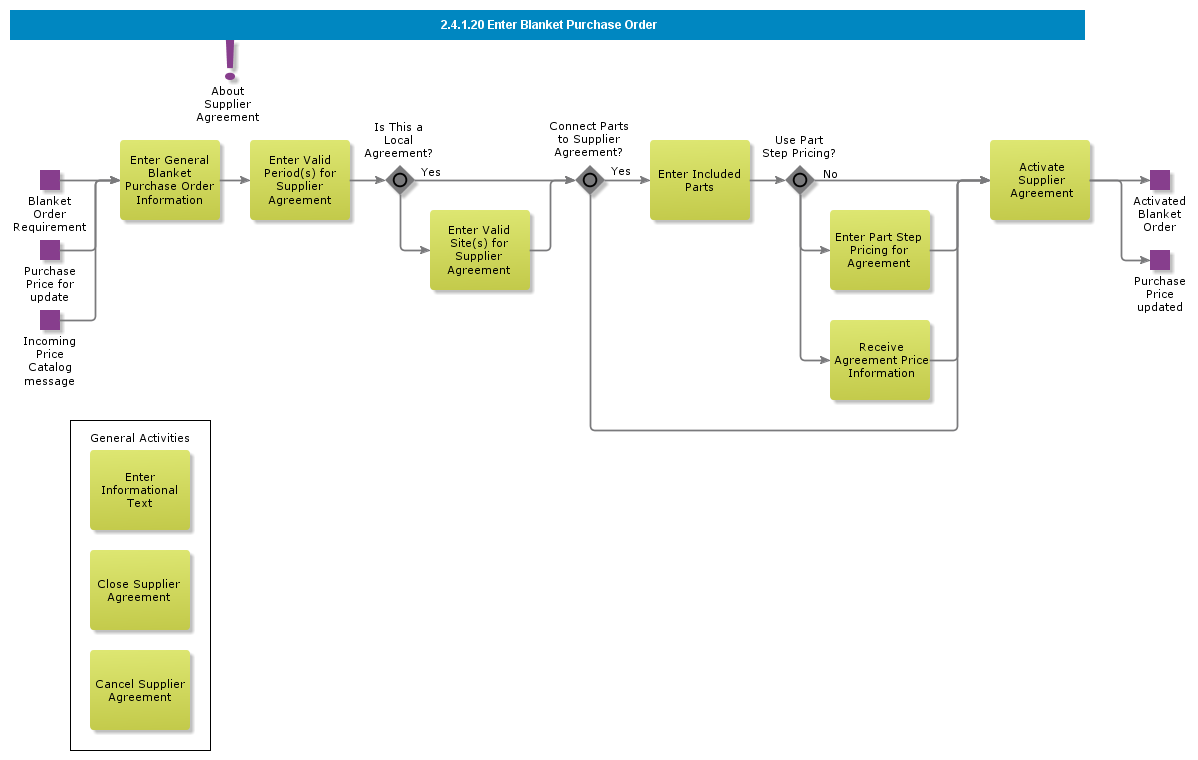 2.4.1.20 Enter Blanket Purchase Order
About
Supplier
Agreement
Is This a
Local
Agreement?
Yes
Connect Parts
to Supplier
Agreement?
Yes
Use Part
Step Pricing?
No
Enter General
Blanket
Purchase Order
Information
Enter Valid
Period(s) for
Supplier
Agreement
Enter Included
Parts
Activate
Supplier
Agreement
Blanket
Order
Requirement
Activated
Blanket
Order
Enter Valid
Site(s) for
Supplier
Agreement
Enter Part Step
Pricing for
Agreement
Purchase
Price for
update
Purchase
Price
updated
Incoming
Price
Catalog
message
Receive
Agreement Price
Information
General Activities
Enter
Informational
Text
Close Supplier
Agreement
Cancel Supplier
Agreement